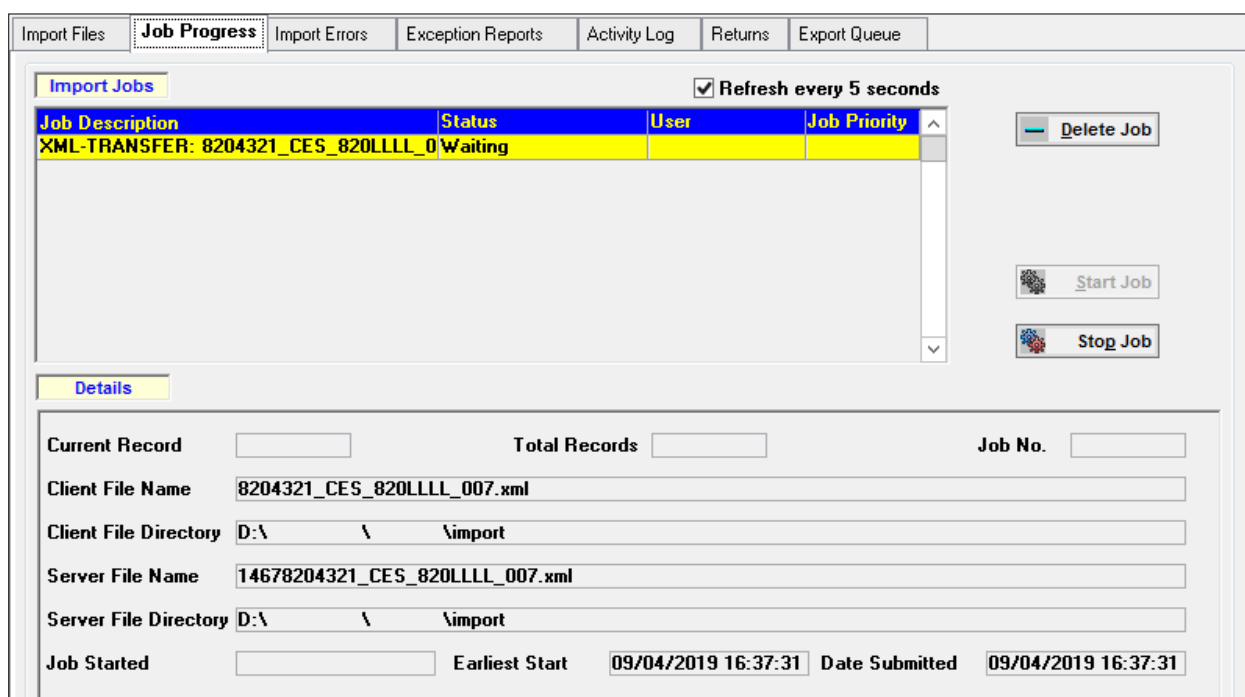 Import Files Job Progress Import Errors Exception Reports Activity Log Returns Export Queue
Import Jobs Refresh every 5 seconds
Job Description Status User Job Priority
Delete Job
XML-TRANSFER: 8204321_CES_820LLLL_0 Waiting
Start Job
Stop Job
Details
Current Record Total Records Job No.
Client File Name 8204321_CES_820LLLL_007.xml
Client File Directory D:\ \ \import
Server File Name 14678204321_CES_820LLLL_007.xml
Server File Directory D:\ \ \import
Job Started Earliest Start 09/04/2019 16:37:31 Date Submitted 09/04/2019 16:37:31